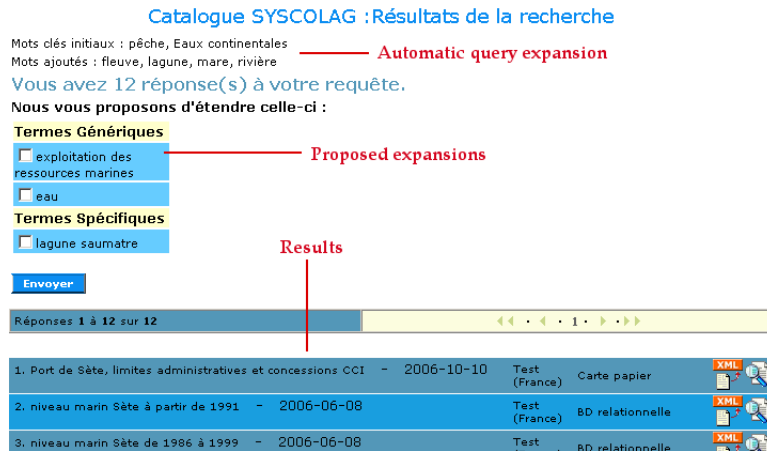 Catalogue SYSCOLAG :Résultats de la recherche
Mots clés initiaux : pêche, Eaux continentales
Mots ajoutés : fleuve, lagune, mare, rivière
Automatic query expansion
Vous avez 12 réponse(s) à votre requête.
Nous vous proposons d'étendre celle-ci :
Termes Génériques
exploitation des
ressources marines
Proposed expansions
eau
Termes Spécifiques
lagune saumatre
Results
Envoyer
Réponses 1 à 12 sur 12
1
1. Port de Sète, limites administratives et concessions CCI - 2006-10-10 Test (France) Carte papier XML
2. niveau marin Sète à partir de 1991 - 2006-06-08 Test (France) BD relationnelle XML
3. niveau marin Sète de 1986 à 1999 - 2006-06-08 Test BD relationnelle XML